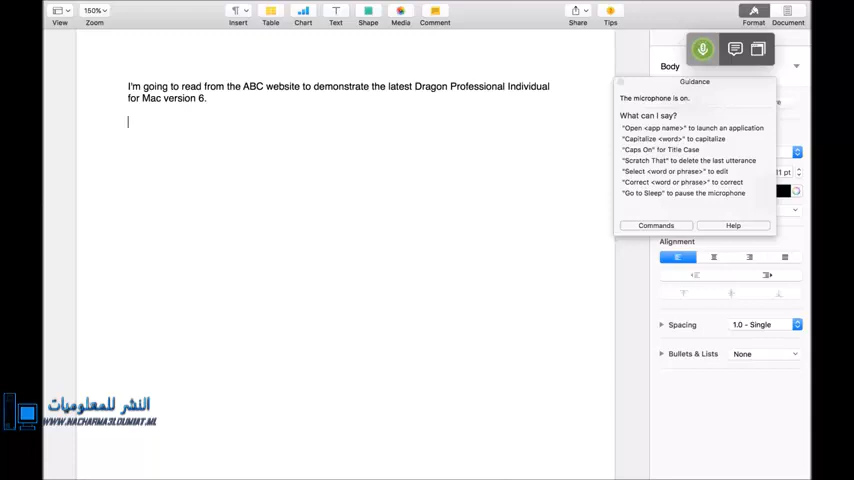 View
150%
Zoom
Insert
Table
Chart
Text
Shape
Media
Comment
Share
Tips
Format
Document
I'm going to read from the ABC website to demonstrate the latest Dragon Professional Individual
for Mac version 6.
Body
Guidance
The microphone is on.
What can I say?
"Open <app name>" to launch an application
"Capitalize <word>" to capitalize
"Caps On" for Title Case
"Scratch That" to delete the last utterance
"Select <word or phrase>" to edit
"Correct <word or phrase>" to correct
"Go to Sleep" to pause the microphone
Commands
Help
11 pt
Alignment
Spacing
1.0 - Single
Bullets & Lists
None
النشر للمعلوميات
WWW.NACHARMA3LOUMIAT.ML